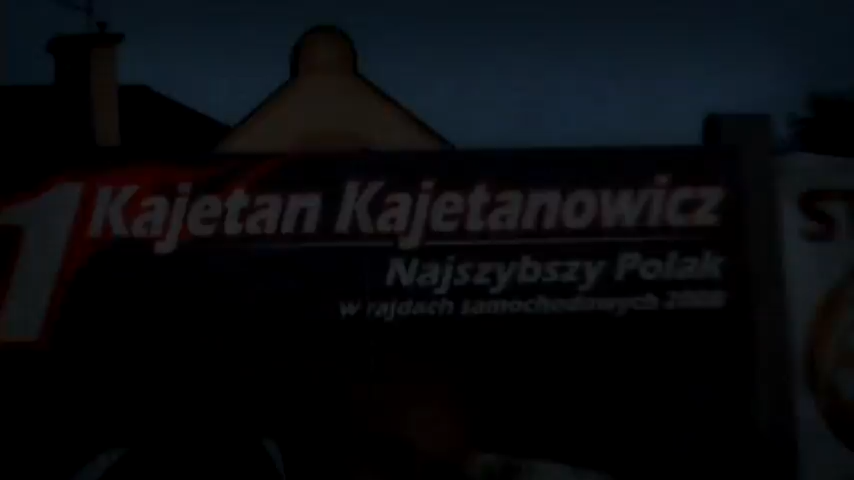 1 Kajetan Kajetanowicz
Najszybszy Polak
w rajdach samochodowych